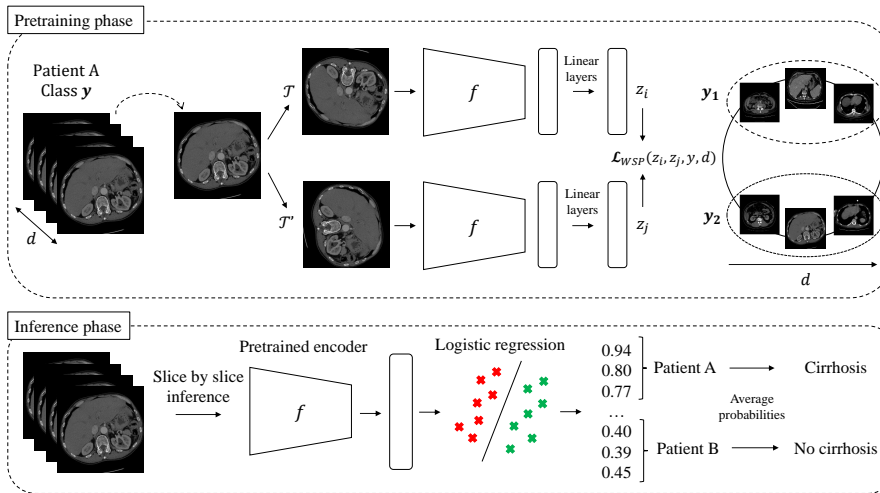 Pretraining phase
Patient A
Class y
d
𝒯
𝒯'
f
f
Linear
layers
Linear
layers
z_i
ℒ_WSP(z_i, z_j, y, d)
z_j
y_1
y_2
d
Inference phase
Slice by slice
inference
Pretrained encoder
f
Logistic regression
0.94
0.80
0.77
...
0.40
0.39
0.45
Patient A
Cirrhosis
Average
probabilities
Patient B
No cirrhosis